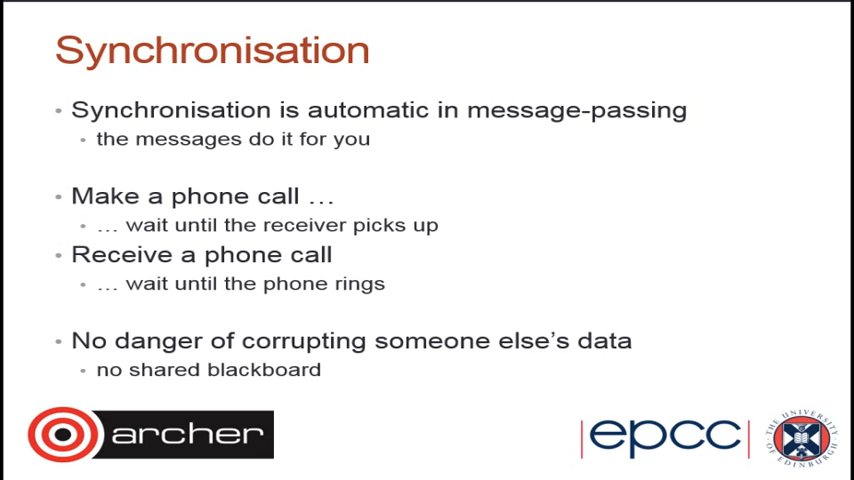 Synchronisation
• Synchronisation is automatic in message-passing
• the messages do it for you
• Make a phone call …
• … wait until the receiver picks up
• Receive a phone call
• … wait until the phone rings
• No danger of corrupting someone else’s data
• no shared blackboard
archer
|epcc|
THE UNIVERSITY OF EDINBURGH